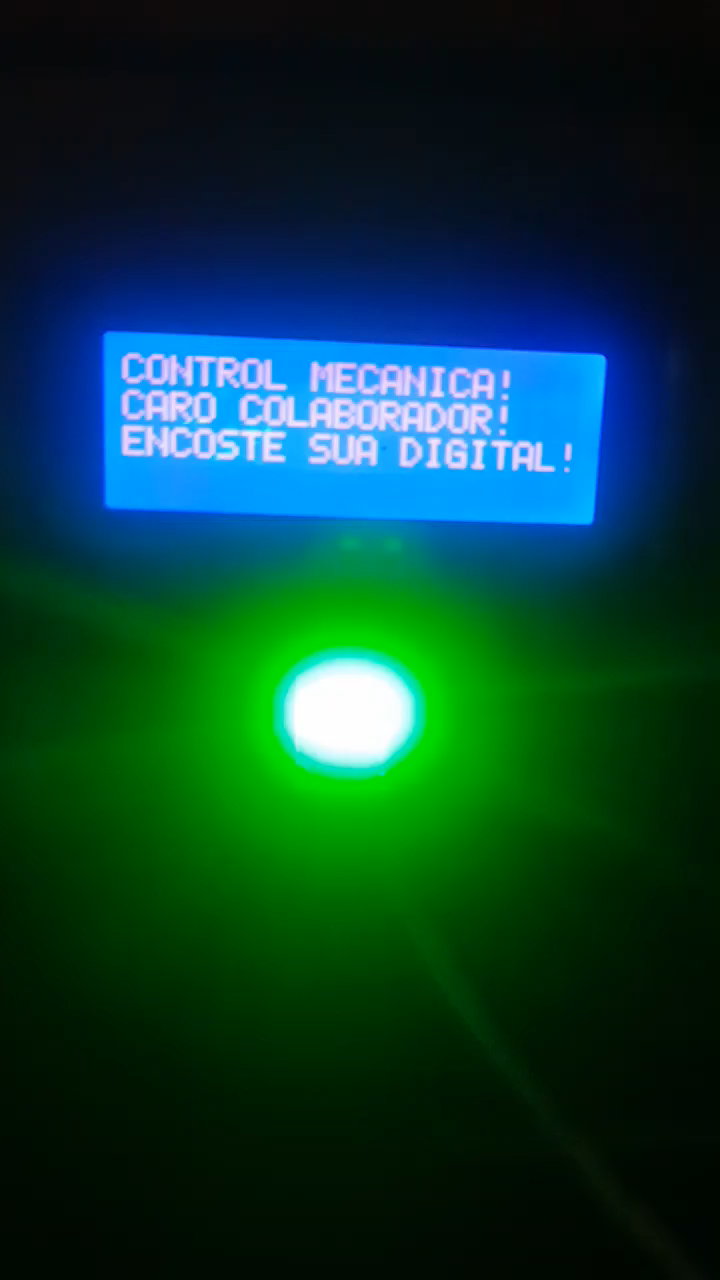 CONTROL MECANICA!
CARO COLABORADOR!
ENCOSTE SUA DIGITAL!